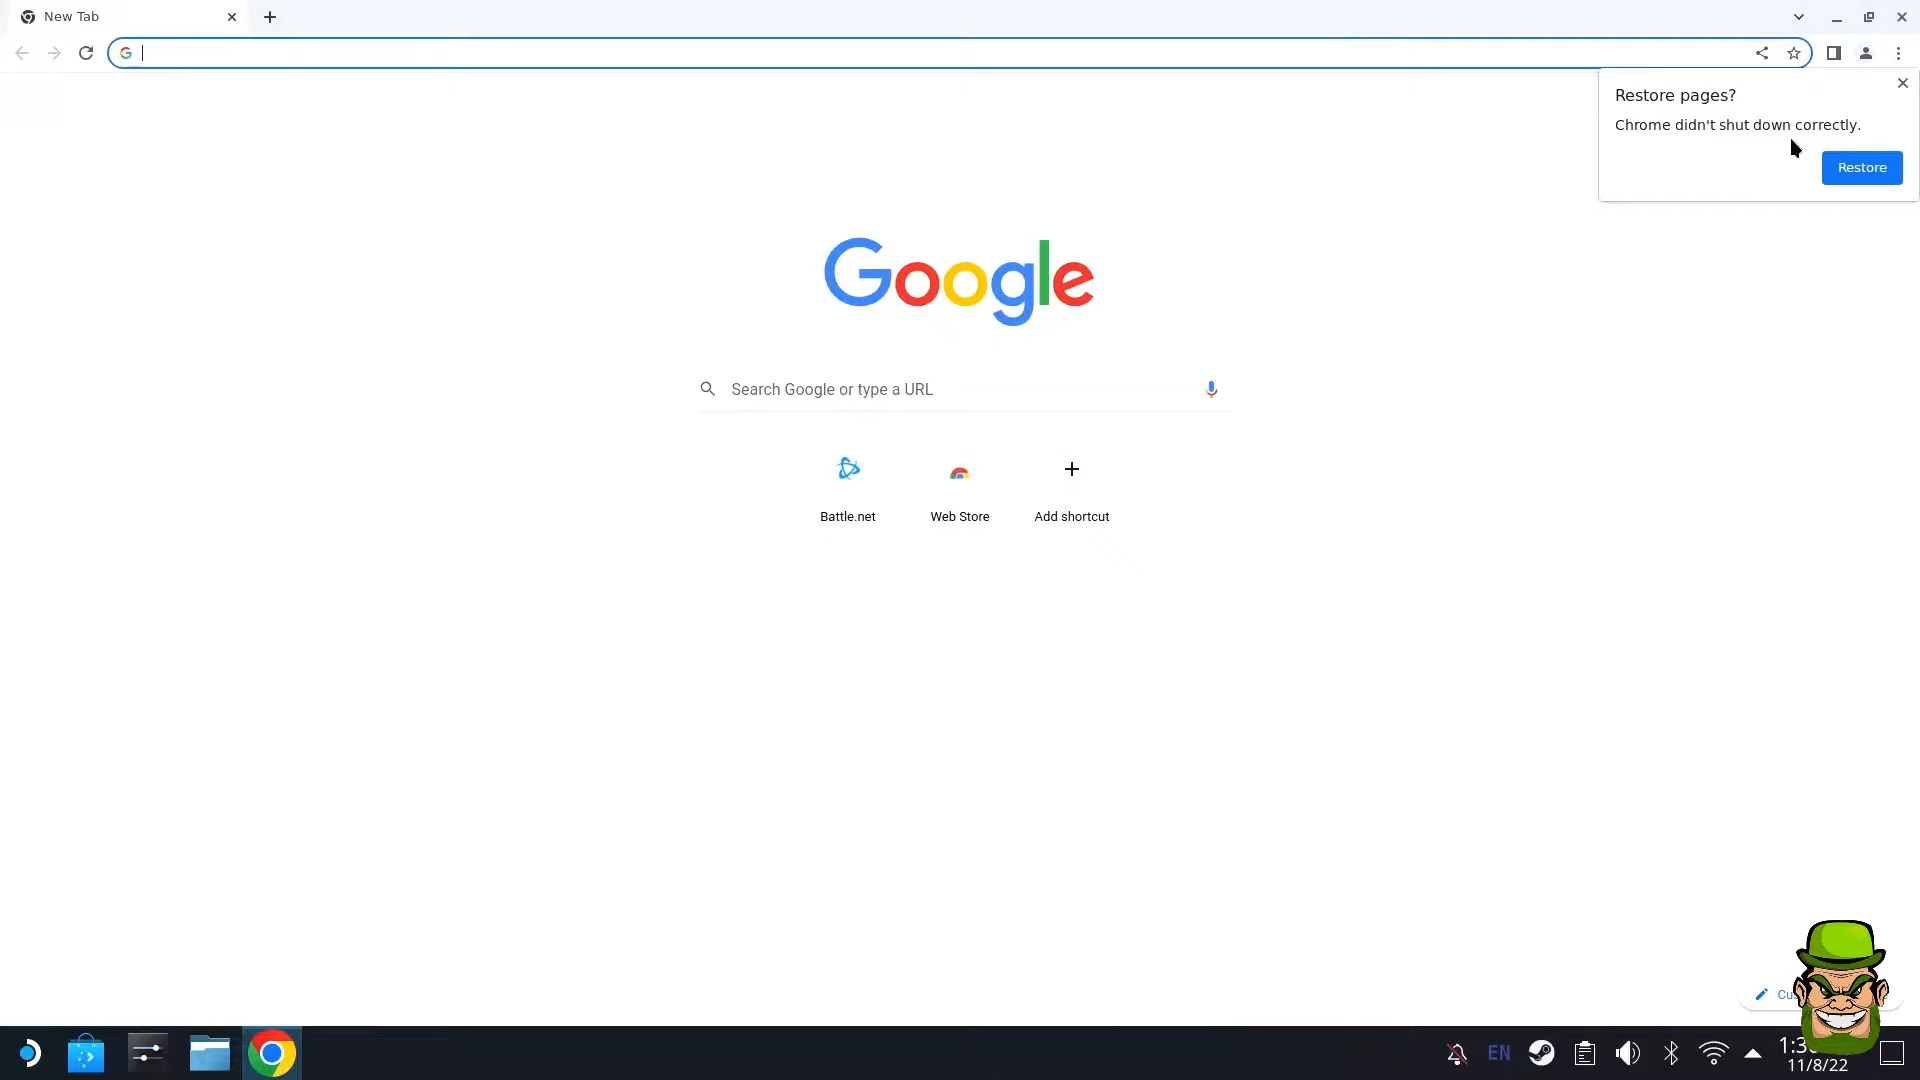 New Tab
Restore pages?
Chrome didn't shut down correctly.
Restore
Google
Search Google or type a URL
Battle.net
Web Store
Add shortcut
EN
11/8/22